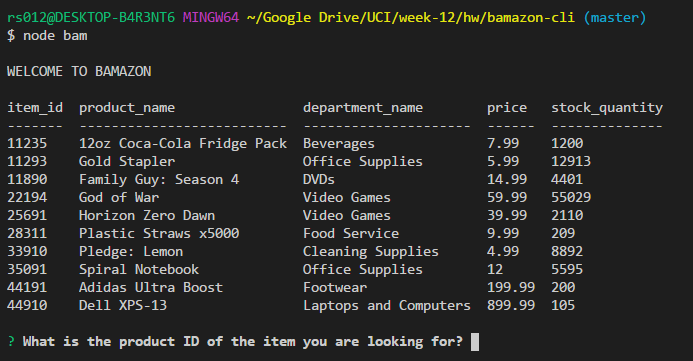 rs012@DESKTOP-B4R3NT6 MINGW64 ~/Google Drive/UCI/week-12/hw/bamazon-cli (master)
$ node bam
WELCOME TO BAMAZON
item_id  product_name                department_name       price   stock_quantity
-------  --------------------------  --------------------  ------  --------------
11235    12oz Coca-Cola Fridge Pack  Beverages             7.99    1200
11293    Gold Stapler                Office Supplies       5.99    12913
11890    Family Guy: Season 4        DVDs                  14.99   4401
22194    God of War                  Video Games           59.99   55029
25691    Horizon Zero Dawn           Video Games           39.99   2110
28311    Plastic Straws x5000        Food Service          9.99    209
33910    Pledge: Lemon               Cleaning Supplies     4.99    8892
35091    Spiral Notebook             Office Supplies       12      5595
44191    Adidas Ultra Boost          Footwear              199.99  200
44910    Dell XPS-13                 Laptops and Computers  899.99  105
? What is the product ID of the item you are looking for?